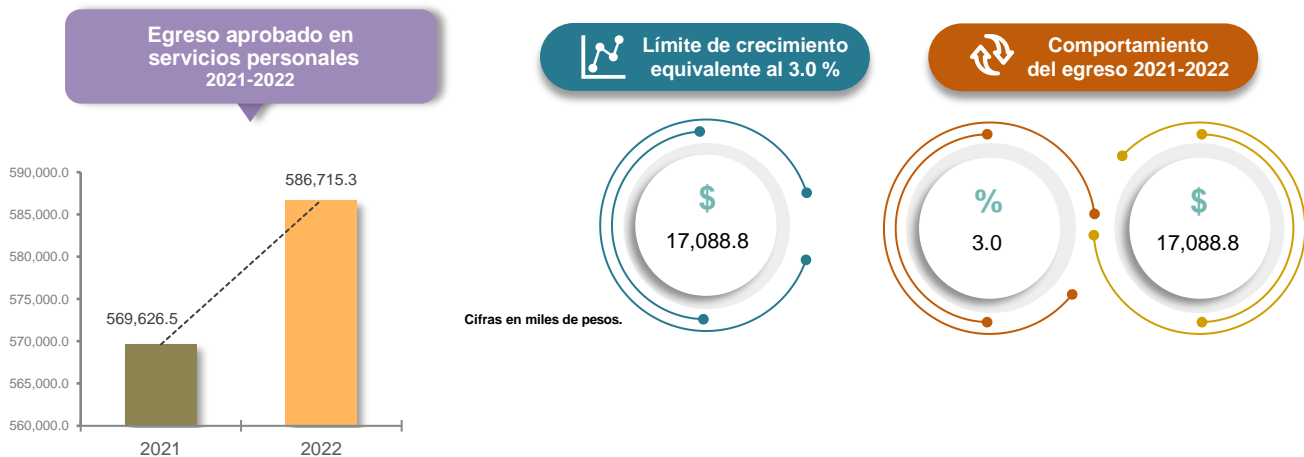 Egreso aprobado en
servicios personales
2021-2022
590,000.0
585,000.0
580,000.0
575,000.0
570,000.0
565,000.0
560,000.0
569,626.5
586,715.3
2021
2022
Límite de crecimiento
equivalente al 3.0 %
$
17,088.8
Cifras en miles de pesos.
Comportamiento
del egreso 2021-2022
%
3.0
$
17,088.8